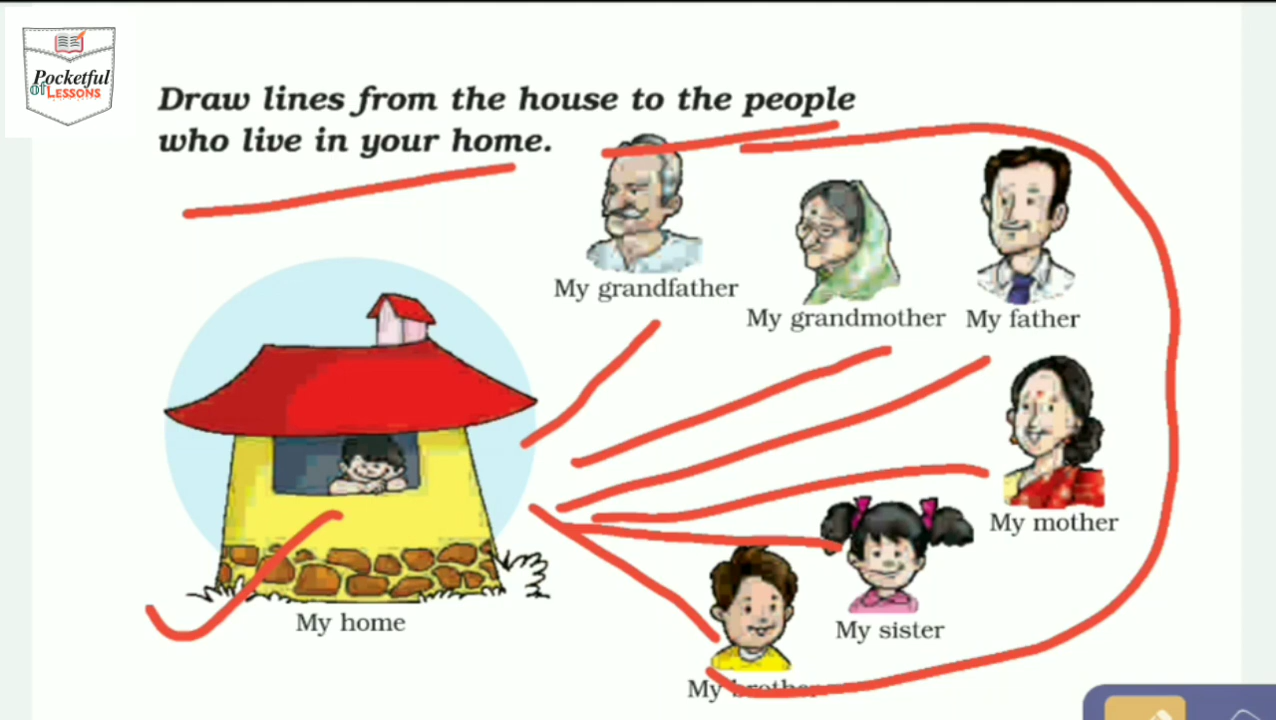 Pocketful
OF LESSONS
Draw lines from the house to the people
who live in your home.
My grandfather
My grandmother
My father
My mother
My sister
My brother
My home